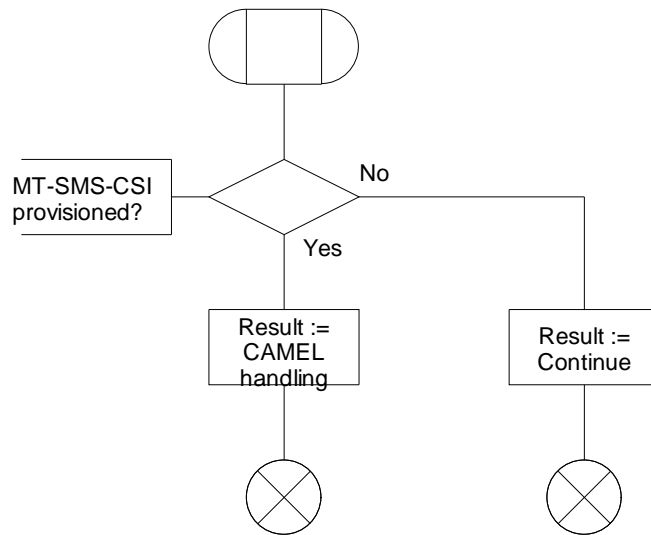 No
MT-SMS-CSI
provisioned?
Yes
Result :=
CAMEL
handling
Result :=
Continue